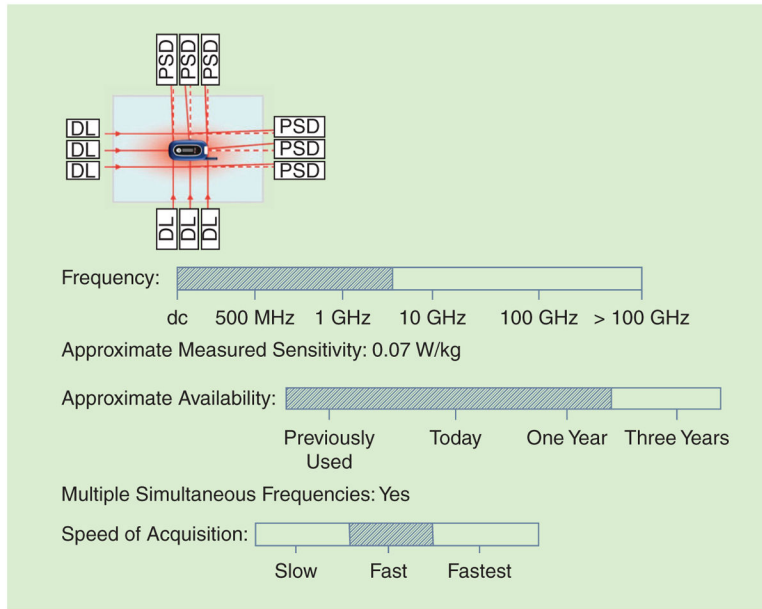 PSD PSD PSD
DL PSD
DL PSD
DL PSD
DL DL DL
Frequency:
dc 500 MHz 1 GHz 10 GHz 100 GHz > 100 GHz
Approximate Measured Sensitivity: 0.07 W/kg
Approximate Availability:
Previously Used Today One Year Three Years
Multiple Simultaneous Frequencies: Yes
Speed of Acquisition:
Slow Fast Fastest